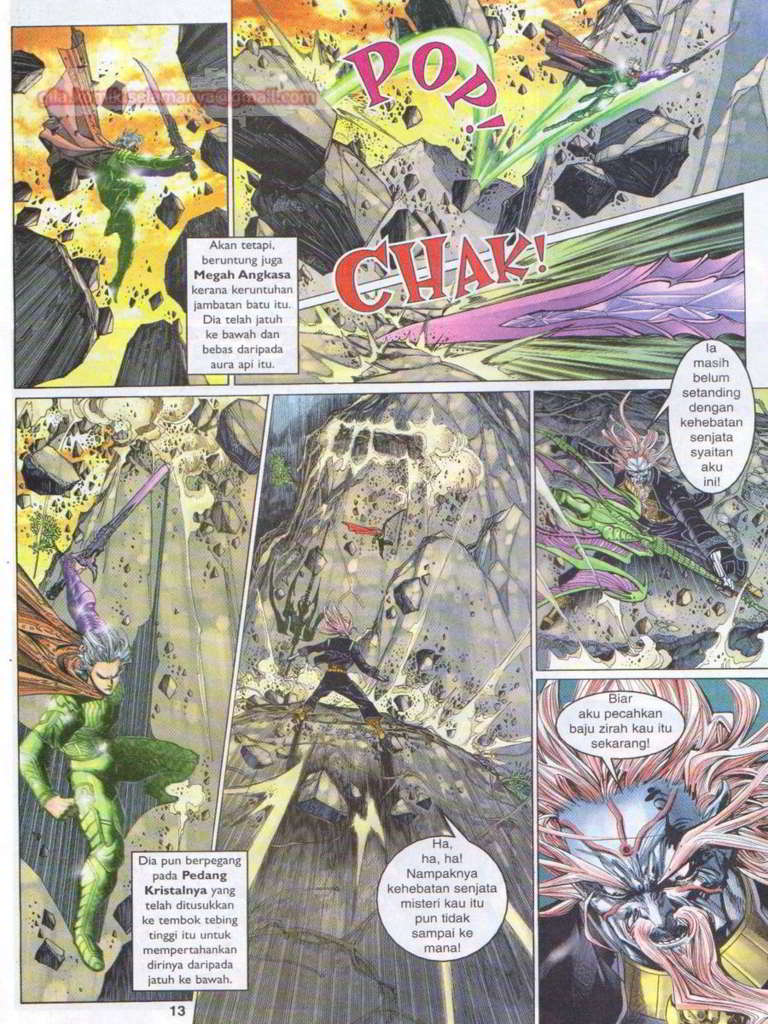 mla.komikselamanya@gmail.com
POP!
Akan tetapi,
beruntung juga
Megah Angkasa
kerana keruntuhan
jambatan batu itu.
Dia telah jatuh
ke bawah dan
bebas daripada
aura api itu.
CHAK!
Ia
masih
belum
setanding
dengan
kehebatan
senjata
syaitan
aku
ini!
Dia pun berpegang
pada Pedang
Kristalnya yang
telah ditusukkan
ke tembok tebing
tinggi itu untuk
mempertahankan
dirinya daripada
jatuh ke bawah.
Ha,
ha, ha!
Nampaknya
kehebatan senjata
misteri kau itu
pun tidak
sampai ke
mana!
Biar
aku pecahkan
baju zirah kau itu
sekarang!
13